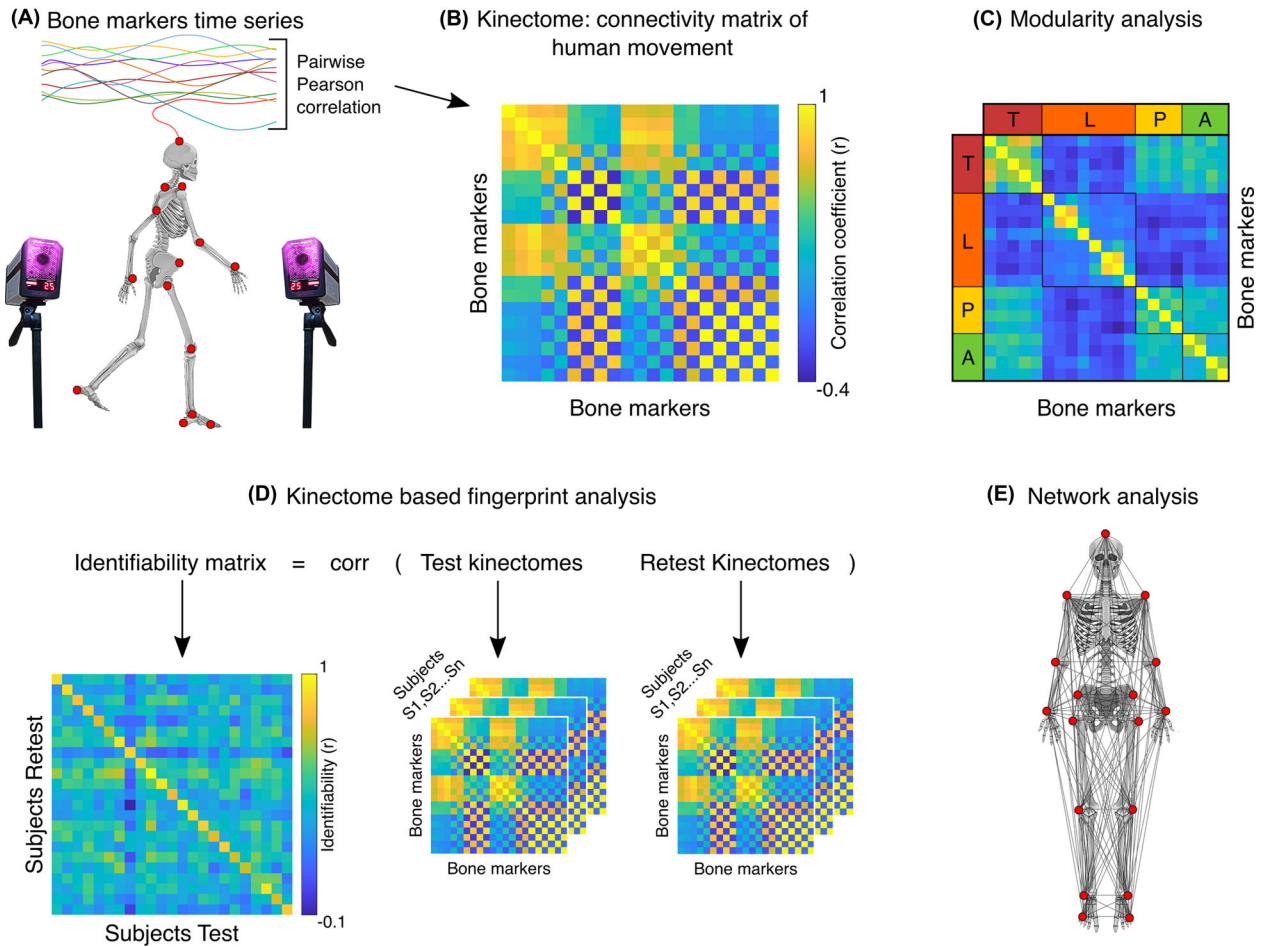 (A) Bone markers time series
Pairwise
Pearson
correlation
25
25
(B) Kinectome: connectivity matrix of
human movement
Bone markers
Bone markers
1
Correlation coefficient (r)
-0.4
(C) Modularity analysis
T L P A
T
L
P
A
Bone markers
Bone markers
(D) Kinectome based fingerprint analysis
Identifiability matrix = corr ( Test kinectomes Retest Kinectomes )
Subjects Retest
Subjects Test
1
Identifiability (r)
-0.1
Subjects
S1,S2...Sn
Bone markers
Bone markers
Subjects
S1,S2...Sn
Bone markers
Bone markers
(E) Network analysis